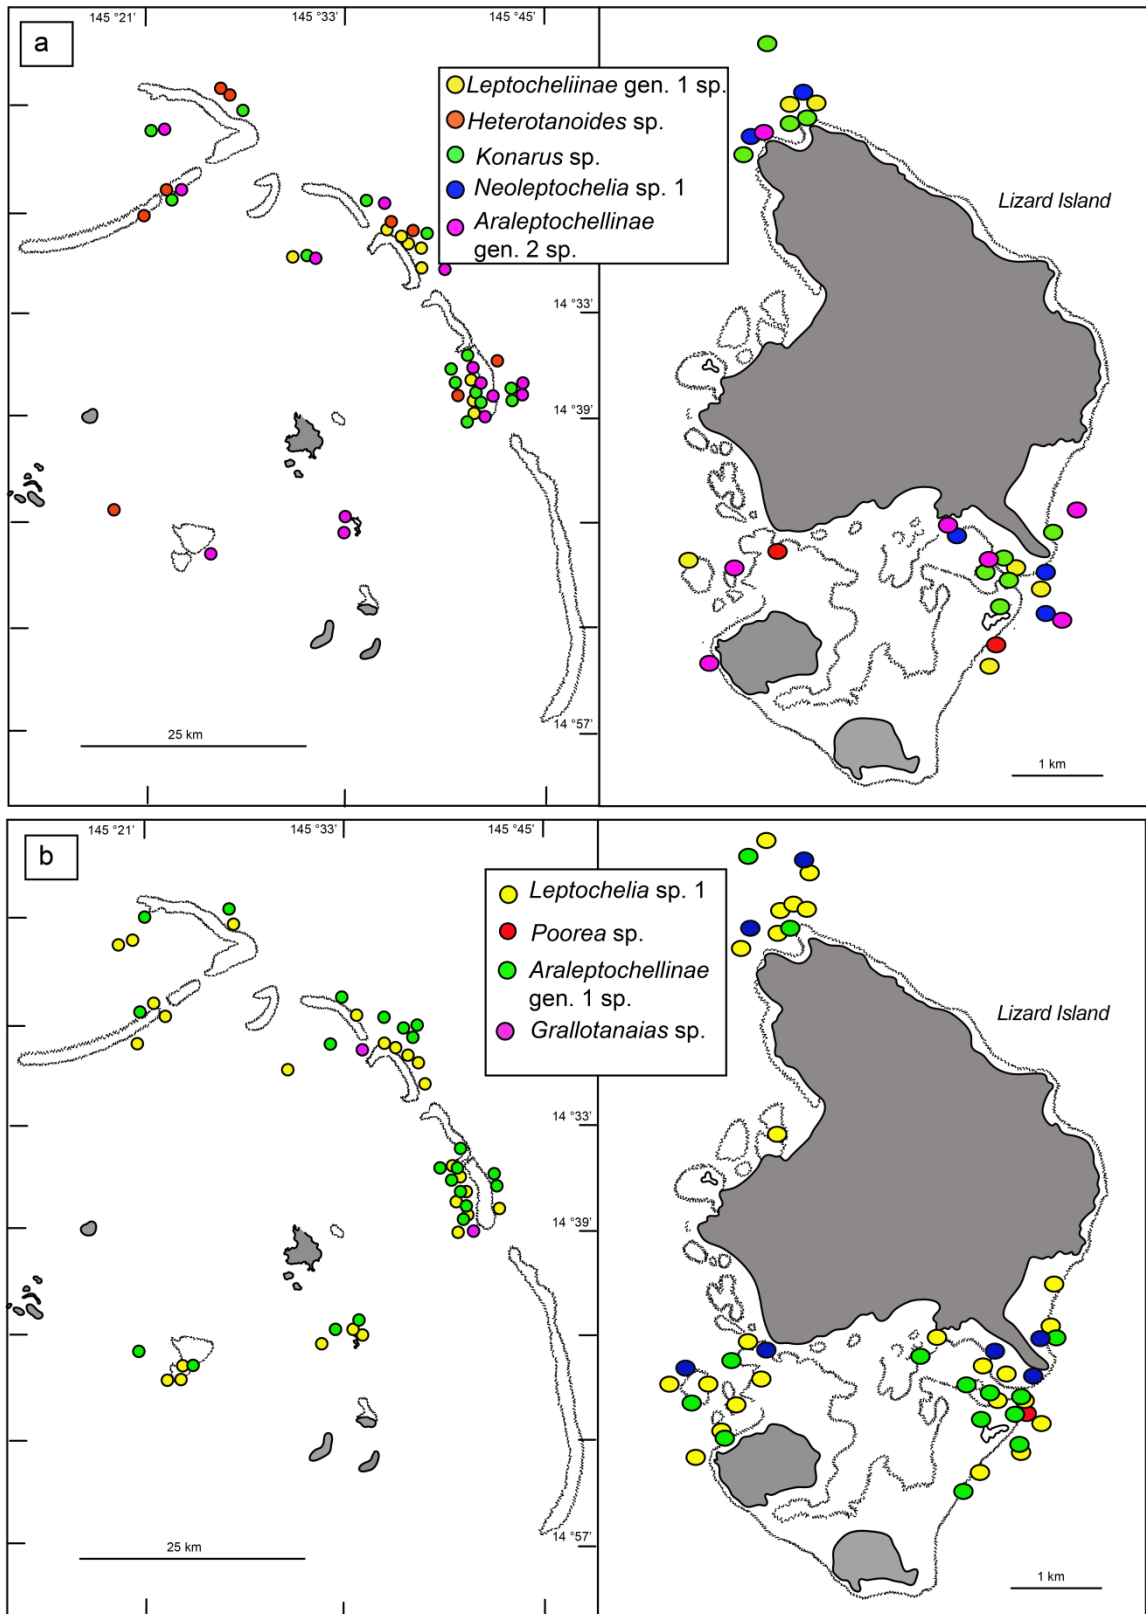 a
145 °21'
145 °33'
145 °45'
Leptocheliinae gen. 1 sp.
Heterotanoides sp.
Konarus sp.
Neoleptochelia sp. 1
Araleptochellinae
gen. 2 sp.
14 °33'
14 °39'
14 °57'
25 km
Lizard Island
1 km
b
145 °21'
145 °33'
145 °45'
Leptochelia sp. 1
Poorea sp.
Araleptochellinae
gen. 1 sp.
Grallotanaias sp.
14 °33'
14 °39'
14 °57'
25 km
Lizard Island
1 km